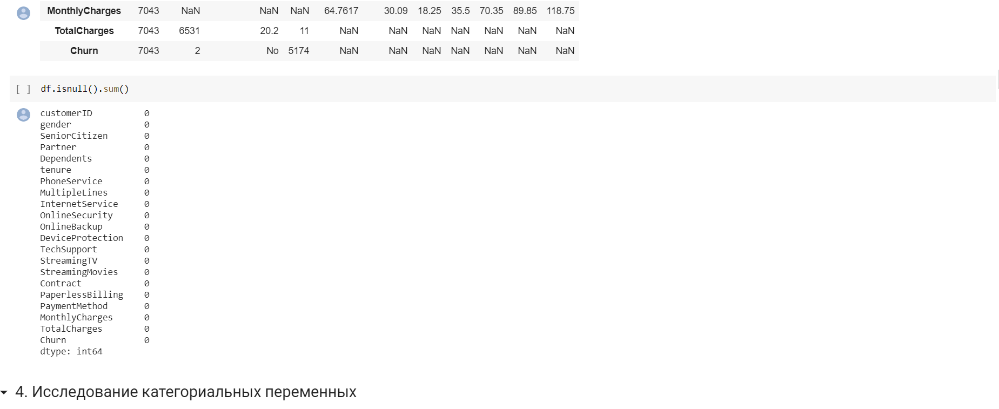 MonthlyCharges 7043 NaN NaN NaN 64.7617 30.09 18.25 35.5 70.35 89.85 118.75
TotalCharges 7043 6531 20.2 11 NaN NaN NaN NaN NaN NaN NaN
Churn 7043 2 No 5174 NaN NaN NaN NaN NaN NaN NaN
[ ] df.isnull().sum()
customerID 0
gender 0
SeniorCitizen 0
Partner 0
Dependents 0
tenure 0
PhoneService 0
MultipleLines 0
InternetService 0
OnlineSecurity 0
OnlineBackup 0
DeviceProtection 0
TechSupport 0
StreamingTV 0
StreamingMovies 0
Contract 0
PaperlessBilling 0
PaymentMethod 0
MonthlyCharges 0
TotalCharges 0
Churn 0
dtype: int64
4. Исследование категориальных переменных